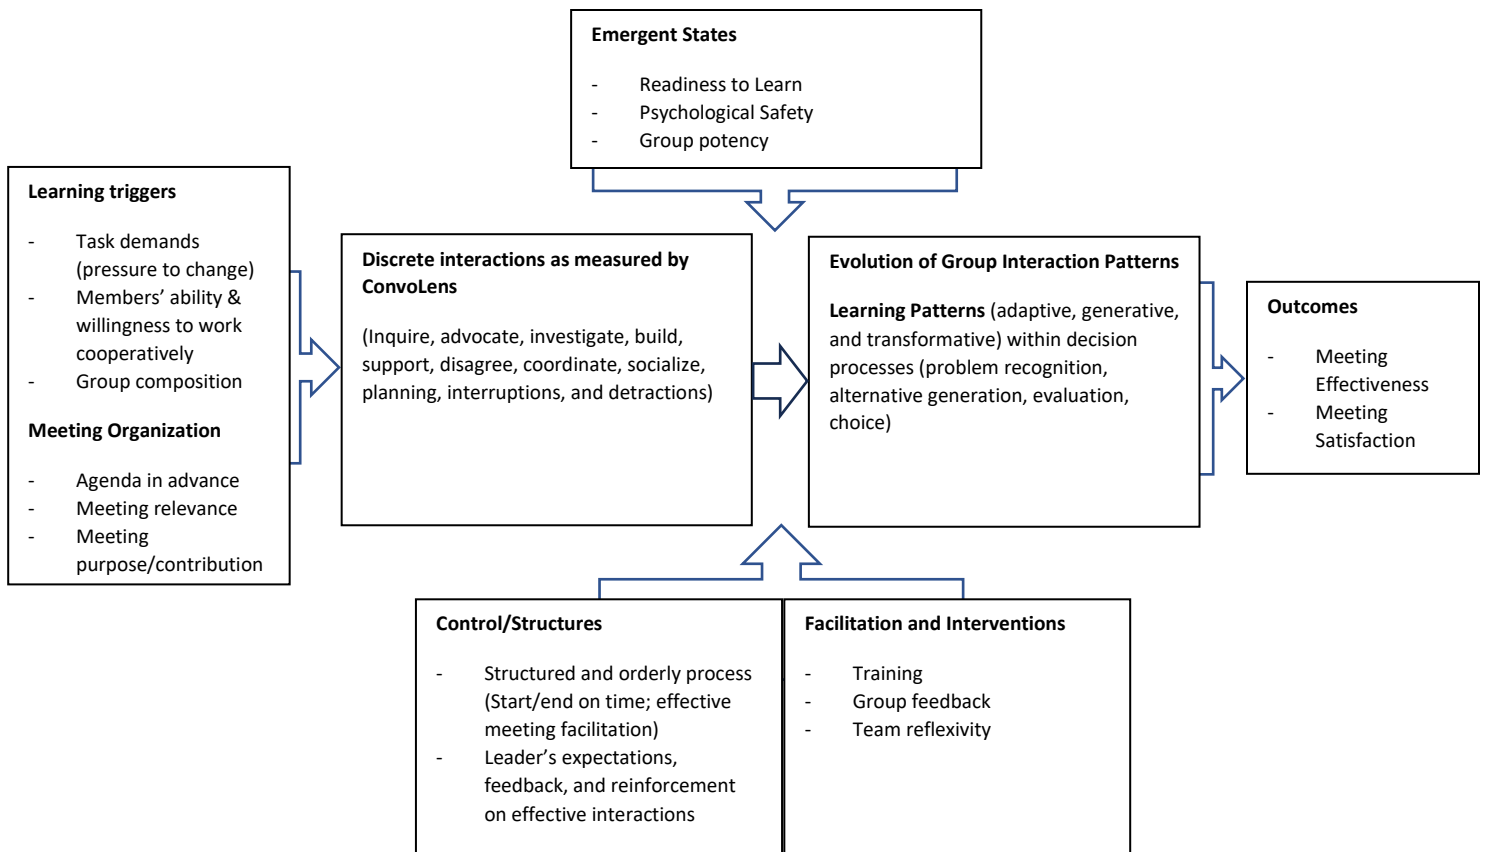 Emergent States
- Readiness to Learn
- Psychological Safety
- Group potency
Learning triggers
- Task demands
(pressure to change)
- Members’ ability &
willingness to work
cooperatively
- Group composition
Meeting Organization
- Agenda in advance
- Meeting relevance
- Meeting
purpose/contribution
Discrete interactions as measured by
ConvoLens
(Inquire, advocate, investigate, build,
support, disagree, coordinate, socialize,
planning, interruptions, and detractions)
Evolution of Group Interaction Patterns
Learning Patterns (adaptive, generative,
and transformative) within decision
processes (problem recognition,
alternative generation, evaluation,
choice)
Outcomes
- Meeting
Effectiveness
- Meeting
Satisfaction
Control/Structures
- Structured and orderly process
(Start/end on time; effective
meeting facilitation)
- Leader’s expectations,
feedback, and reinforcement
on effective interactions
Facilitation and Interventions
- Training
- Group feedback
- Team reflexivity